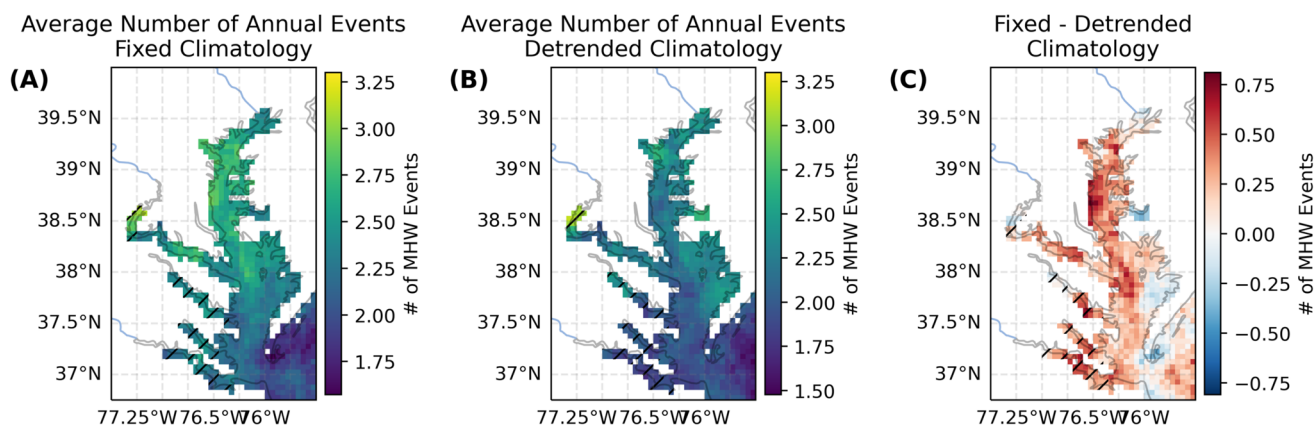 Average Number of Annual Events
Fixed Climatology
(A)
39.5°N
39°N
38.5°N
38°N
37.5°N
37°N
77.25°W
76.5°W
76°W
3.25
3.00
2.75
2.50
2.25
2.00
1.75
# of MHW Events
Average Number of Annual Events
Detrended Climatology
(B)
39.5°N
39°N
38.5°N
38°N
37.5°N
37°N
77.25°W
76.5°W
76°W
3.25
3.00
2.75
2.50
2.25
2.00
1.75
1.50
# of MHW Events
Fixed - Detrended
Climatology
(C)
39.5°N
39°N
38.5°N
38°N
37.5°N
37°N
77.25°W
76.5°W
76°W
0.75
0.50
0.25
0.00
−0.25
−0.50
−0.75
# of MHW Events